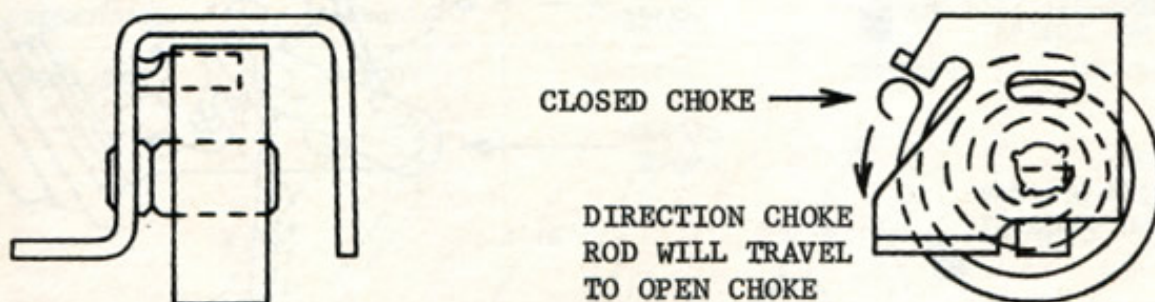 CLOSED CHOKE
DIRECTION CHOKE
ROD WILL TRAVEL
TO OPEN CHOKE